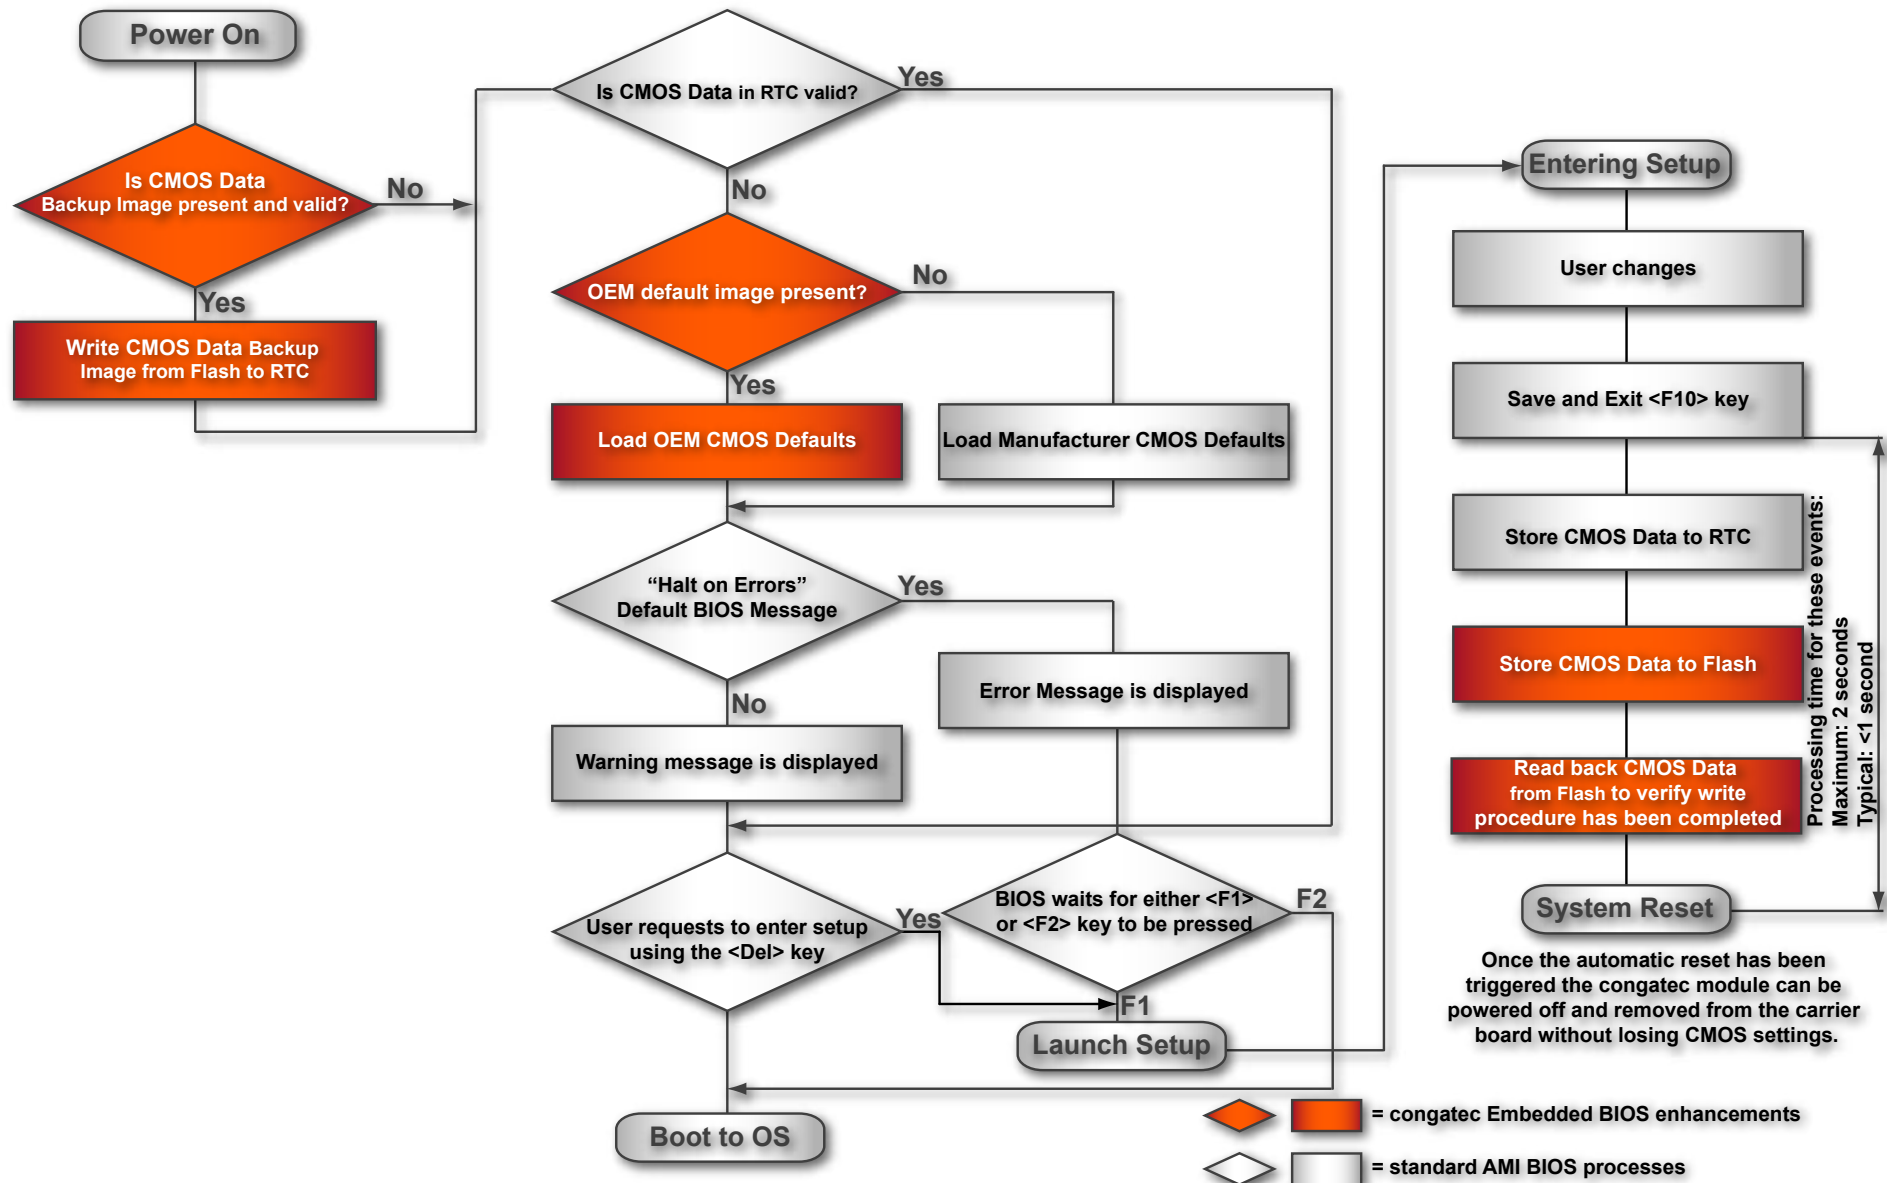 Power On
Is CMOS Data
Backup Image present and valid?
No
Yes
Write CMOS Data Backup
Image from Flash to RTC
Is CMOS Data in RTC valid?
Yes
No
OEM default image present?
No
Yes
Load OEM CMOS Defaults
Load Manufacturer CMOS Defaults
“Halt on Errors”
Default BIOS Message
Yes
No
Error Message is displayed
Warning message is displayed
User requests to enter setup
using the <Del> key
Yes
BIOS waits for either <F1>
or <F2> key to be pressed
F2
F1
Launch Setup
Boot to OS
Entering Setup
User changes
Save and Exit <F10> key
Store CMOS Data to RTC
Store CMOS Data to Flash
Read back CMOS Data
from Flash to verify write
procedure has been completed
System Reset
Processing time for these events:
Maximum: 2 seconds
Typical: <1 second
Once the automatic reset has been
triggered the congatec module can be
powered off and removed from the carrier
board without losing CMOS settings.
= congatec Embedded BIOS enhancements
= standard AMI BIOS processes